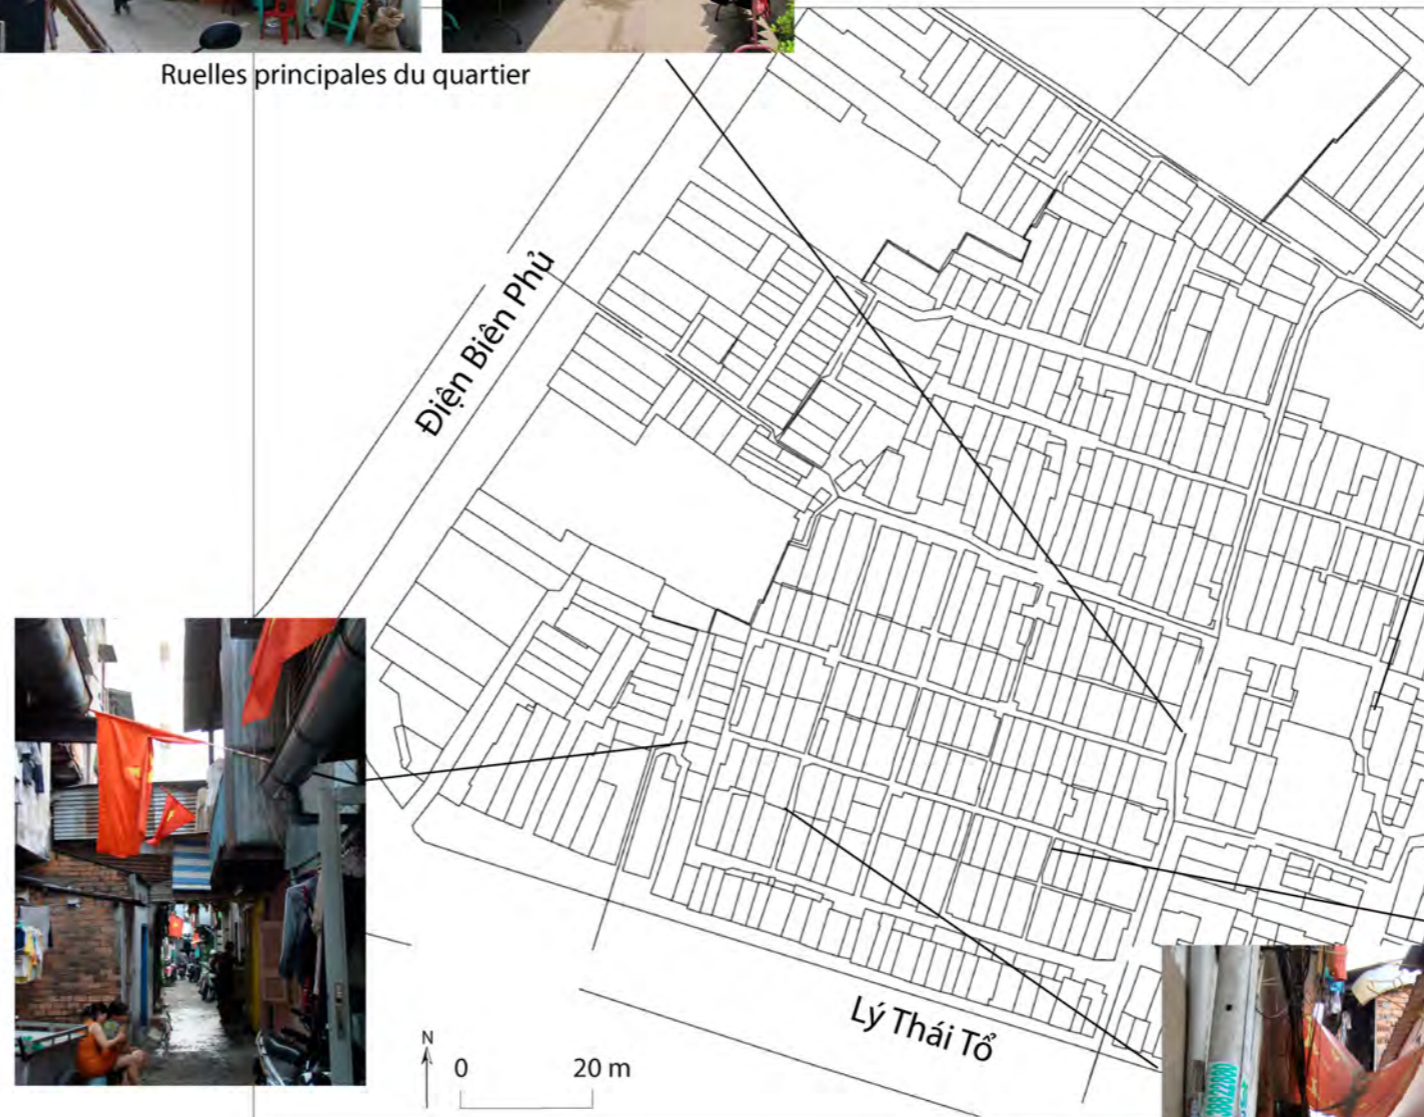 Ruelles principales du quartier
Điện Biên Phủ
Lý Thái Tổ
N
0 20 m